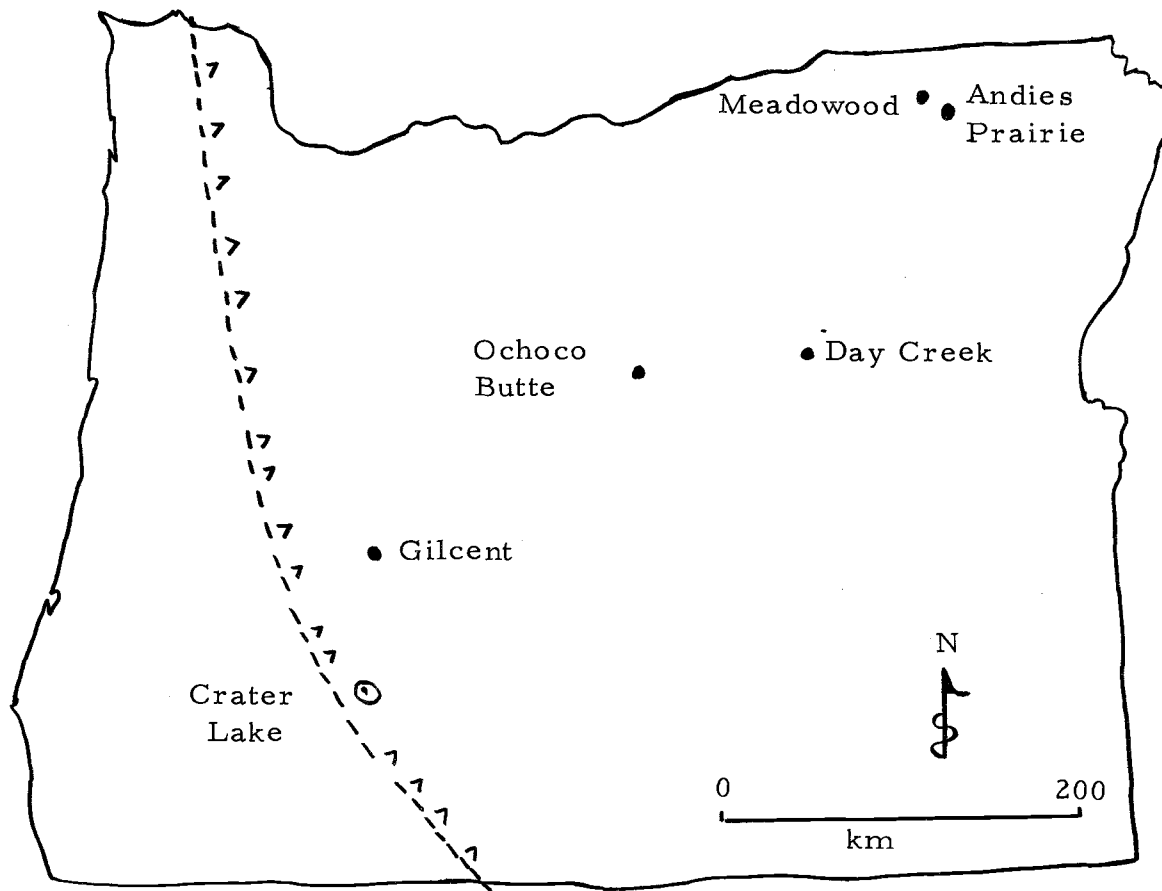 Meadowood
Andies
Prairie
Ochoco
Butte
Day Creek
Gilcent
Crater
Lake
N
0 200
km